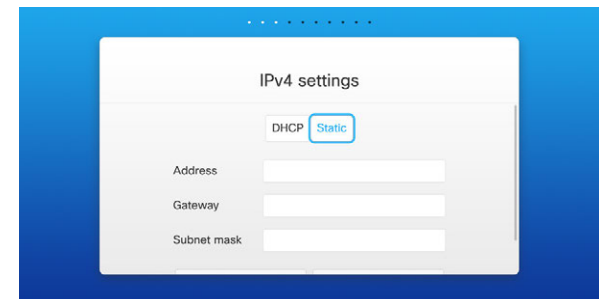 IPv4 settings
DHCP Static
Address
Gateway
Subnet mask